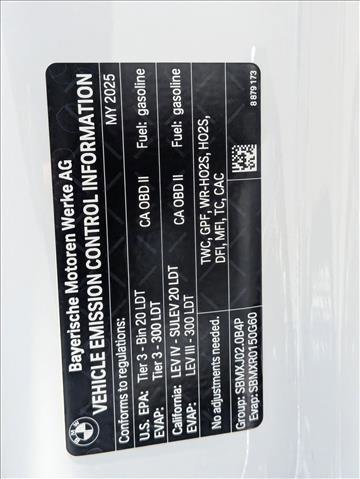 BMW
Bayerische Motoren Werke AG
VEHICLE EMISSION CONTROL INFORMATION
Conforms to regulations: MY 2025
U.S. EPA: Tier 3 - Bin 20 LDT CA OBD II Fuel: gasoline
EVAP: Tier 3 - 300 LDT
California: LEV IV - SULEV 20 LDT CA OBD II Fuel: gasoline
EVAP: LEV III - 300 LDT
No adjustments needed. TWC, GPF, WR-HO2S, HO2S,
DFI, MFI, TC, CAC
Group: SBMXJ02.0B4P
Evap: SBMXR0150G60
8 879 173